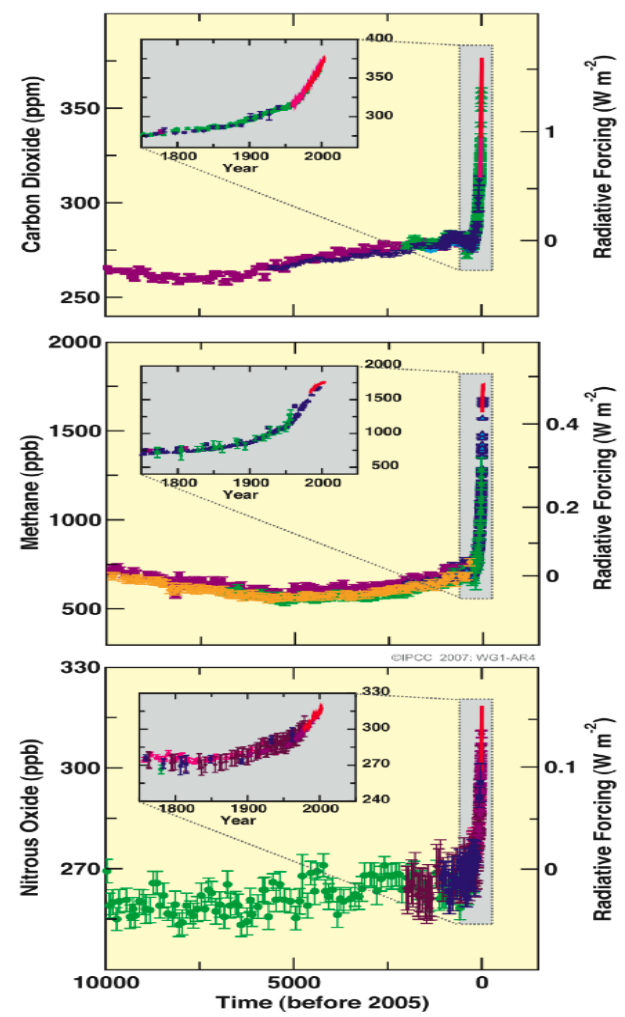 Carbon Dioxide (ppm)
350
300
250
400
350
300
1800 1900 2000
Year
1
0
Radiative Forcing (W m-2)
Methane (ppb)
2000
1500
1000
500
2000
1500
1000
500
1800 1900 2000
Year
0.4
0.2
0
Radiative Forcing (W m-2)
©IPCC 2007: WG1-AR4
Nitrous Oxide (ppb)
330
300
270
330
300
270
240
1800 1900 2000
Year
0.1
0
Radiative Forcing (W m-2)
10000 5000 0
Time (before 2005)